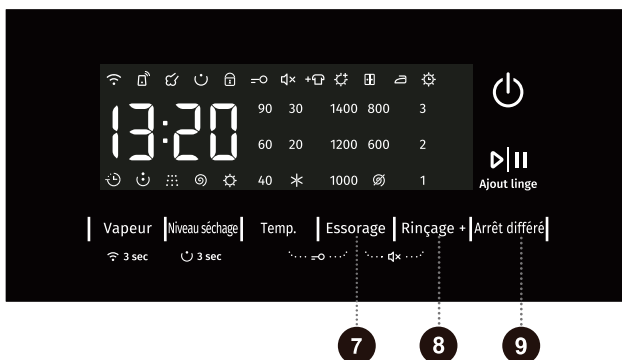 13:20
90 30 1400 800 3
60 20 1200 600 2
40 1000 1
Ajout linge
Vapeur Niveau séchage Temp. Essorage Rinçage + Arrêt différé
3 sec 3 sec
7 8 9